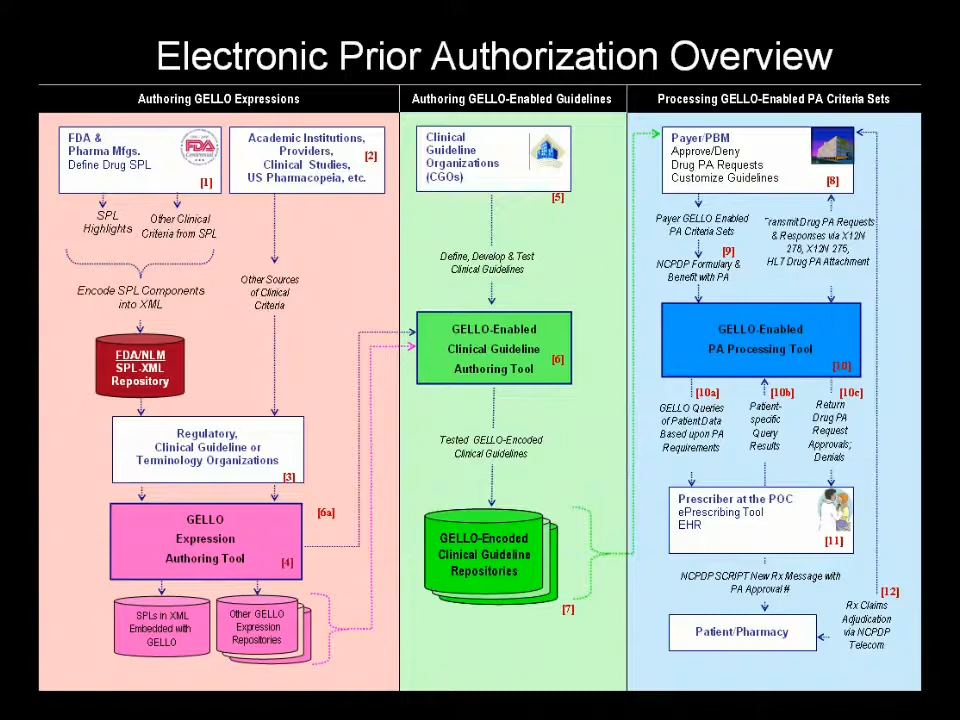 Electronic Prior Authorization Overview
Authoring GELLO Expressions
Authoring GELLO-Enabled Guidelines
Processing GELLO-Enabled PA Criteria Sets
FDA &
Pharma Mfgs.
Define Drug SPL
FDA
Centennial
[1]
Academic Institutions,
Providers,
Clinical Studies,
US Pharmacopeia, etc.
[2]
SPL
Highlights
Other Clinical
Criteria from SPL
Encode SPL Components
into XML
Other Sources
of Clinical
Criteria
FDA/NLM
SPL-XML
Repository
Regulatory,
Clinical Guideline or
Terminology Organizations
[3]
GELLO
Expression
Authoring Tool
[4]
[6a]
SPLs in XML
Embedded with
GELLO
Other GELLO
Expression
Repositories
Clinical
Guideline
Organizations
(CGOs)
[5]
Define, Develop & Test
Clinical Guidelines
GELLO-Enabled
Clinical Guideline
Authoring Tool
[6]
Tested GELLO-Encoded
Clinical Guidelines
GELLO-Encoded
Clinical Guideline
Repositories
[7]
Payer/PBM
Approve/Deny
Drug PA Requests
Customize Guidelines
[8]
Payer GELLO Enabled
PA Criteria Sets
[9]
NCPDP Formulary &
Benefit with PA
Transmit Drug PA Requests
& Responses via X12N
278, X12N 275,
HL7 Drug PA Attachment
GELLO-Enabled
PA Processing Tool
[10]
[10a]
GELLO Queries
of Patient Data
Based upon PA
Requirements
[10b]
Patient-
specific
Query
Results
[10c]
Return
Drug PA
Request
Approvals;
Denials
Prescriber at the POC
ePrescribing Tool
EHR
[11]
NCPDP SCRIPT New Rx Message with
PA Approval #
Patient/Pharmacy
[12]
Rx Claims
Adjudication
via NCPDP
Telecom